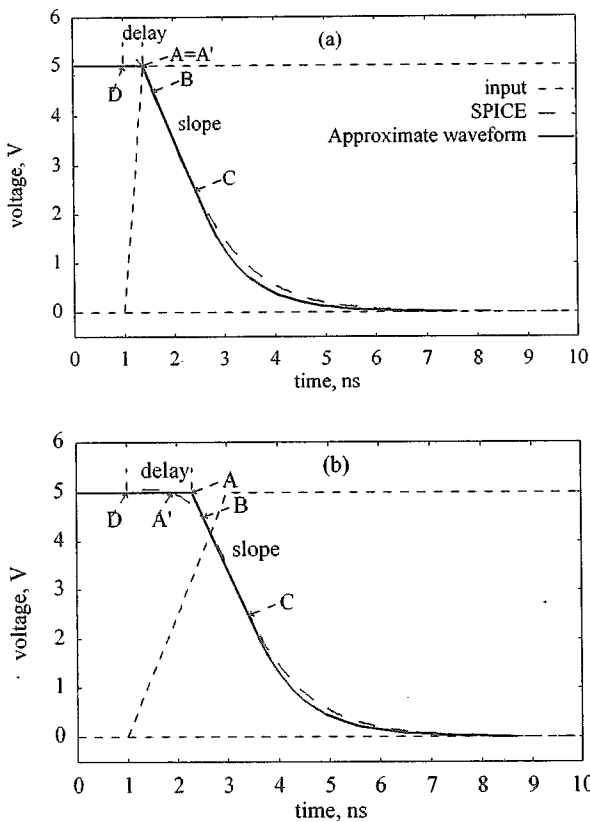 (a)
delay
A=A'
D
B
slope
C
input
SPICE
Approximate waveform
6
5
4
3
2
1
0
voltage, V
0 1 2 3 4 5 6 7 8 9 10
time, ns
(b)
delay
A
D
A'
B
slope
C
6
5
4
3
2
1
0
voltage, V
0 1 2 3 4 5 6 7 8 9 10
time, ns